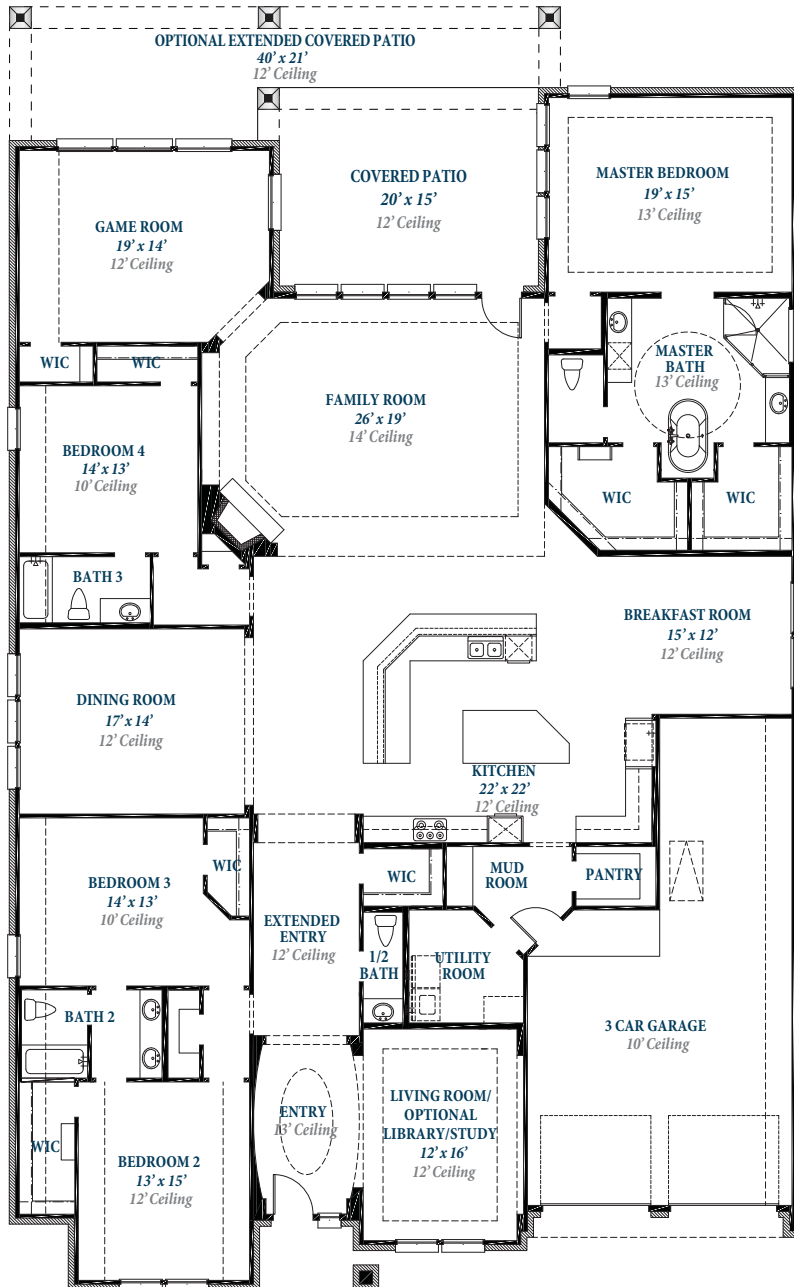 OPTIONAL EXTENDED COVERED PATIO
40’ x 21’
12’ Ceiling
COVERED PATIO
20’ x 15’
12’ Ceiling
MASTER BEDROOM
19’ x 15’
13’ Ceiling
GAME ROOM
19’ x 14’
12’ Ceiling
WIC
WIC
MASTER
BATH
13’ Ceiling
FAMILY ROOM
26’ x 19’
14’ Ceiling
BEDROOM 4
14’ x 13’
10’ Ceiling
WIC
WIC
BATH 3
BREAKFAST ROOM
15’ x 12’
12’ Ceiling
DINING ROOM
17’ x 14’
12’ Ceiling
KITCHEN
22’ x 22’
12’ Ceiling
WIC
BEDROOM 3
14’ x 13’
10’ Ceiling
WIC
MUD
ROOM
PANTRY
EXTENDED
ENTRY
12’ Ceiling
1/2
BATH
UTILITY
ROOM
BATH 2
3 CAR GARAGE
10’ Ceiling
ENTRY
13’ Ceiling
LIVING ROOM/
OPTIONAL
LIBRARY/STUDY
12’ x 16’
12’ Ceiling
WIC
BEDROOM 2
13’ x 15’
12’ Ceiling